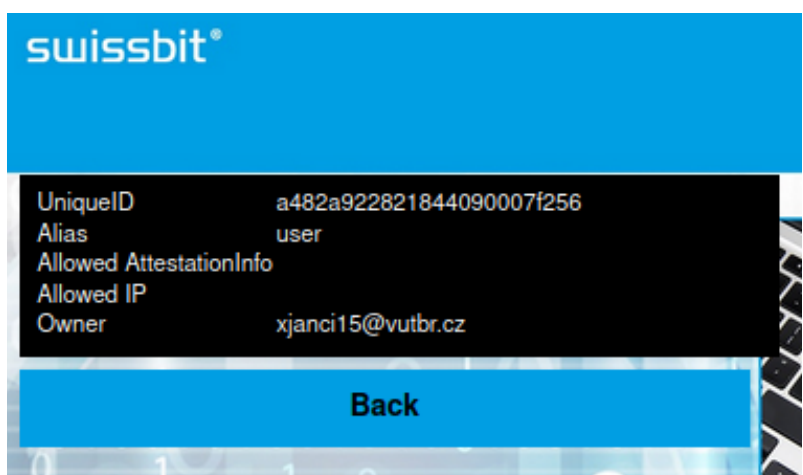 swissbit®
UniqueID a482a922821844090007f256
Alias user
Allowed AttestationInfo
Allowed IP
Owner xjanci15@vutbr.cz
Back